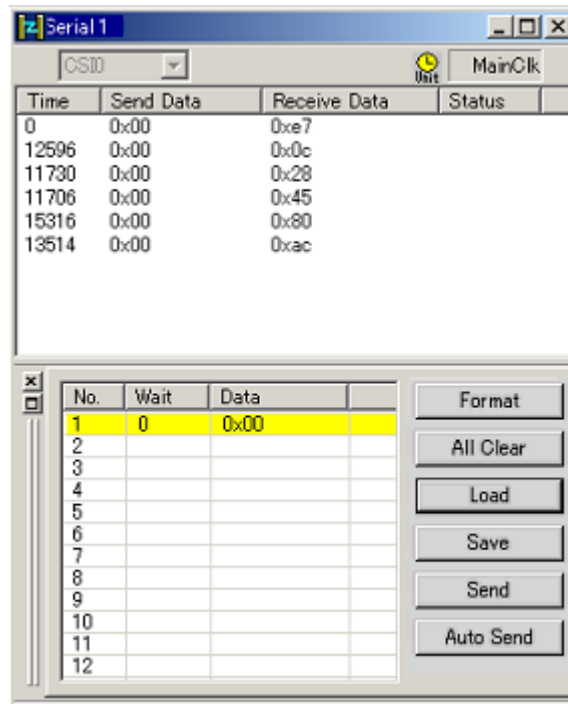 Serial 1
CSI0 Unit MainClk
Time Send Data Receive Data Status
0 0x00 0xe7
12596 0x00 0x0c
11730 0x00 0x28
11706 0x00 0x45
15316 0x00 0x80
13514 0x00 0xac
No. Wait Data
1 0 0x00
2
3
4
5
6
7
8
9
10
11
12
Format
All Clear
Load
Save
Send
Auto Send